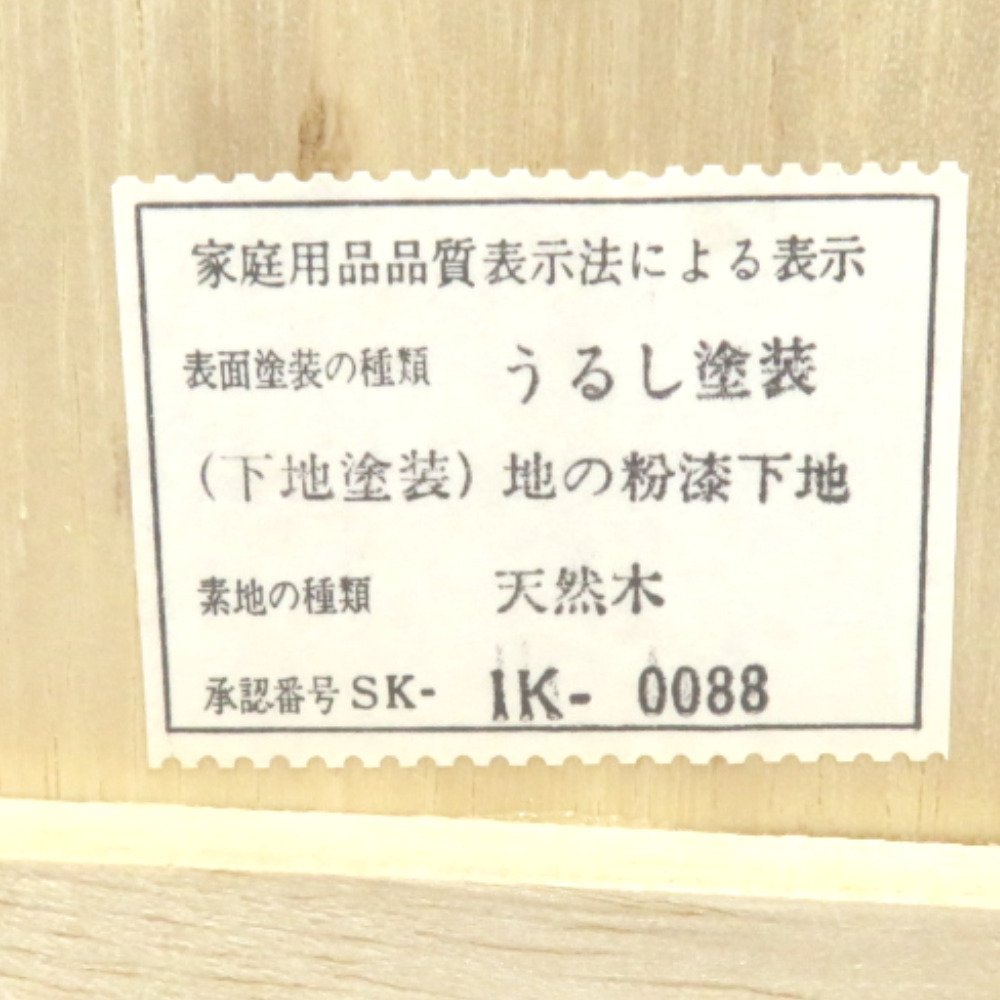 家庭用品品質表示法による表示
表面塗装の種類 うるし塗装
(下地塗装) 地の粉漆下地
素地の種類 天然木
承認番号 SK- IK- 0088